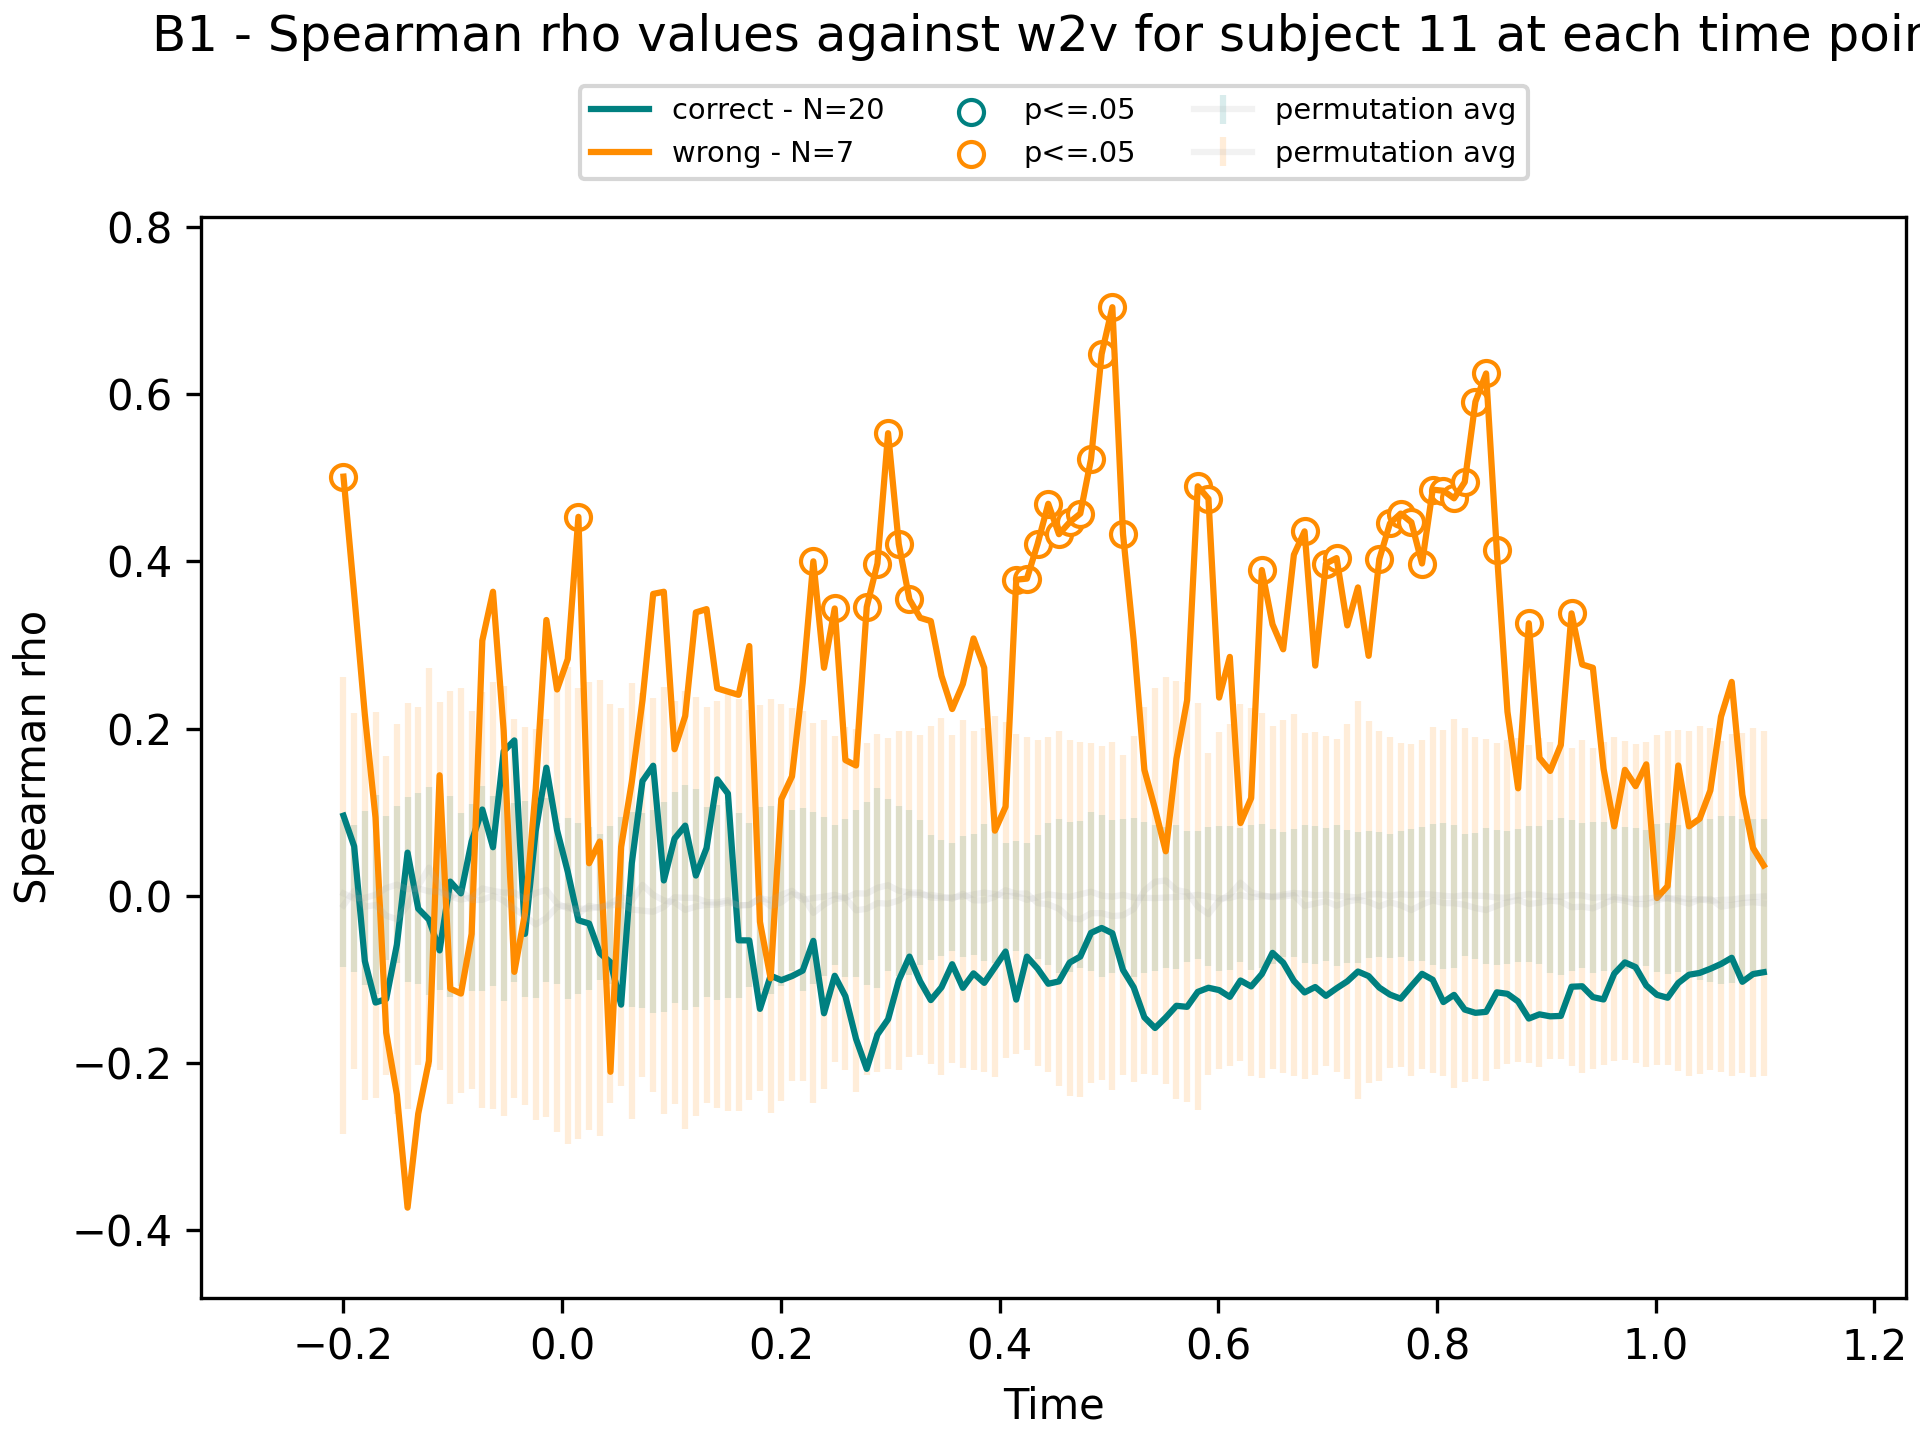 B1 - Spearman rho values against w2v for subject 11 at each time
correct - N=20 p<=.05 permutation avg
wrong - N=7 p<=.05 permutation avg
0.8
0.6
0.4
0.2
0.0
−0.2
−0.4
Spearman rho
−0.2 0.0 0.2 0.4 0.6 0.8 1.0 1.2
Time